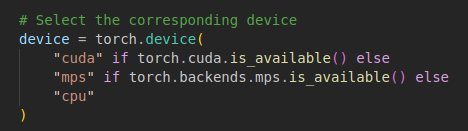 # Select the corresponding device
device = torch.device(
    "cuda" if torch.cuda.is_available() else
    "mps" if torch.backends.mps.is_available() else
    "cpu"
)